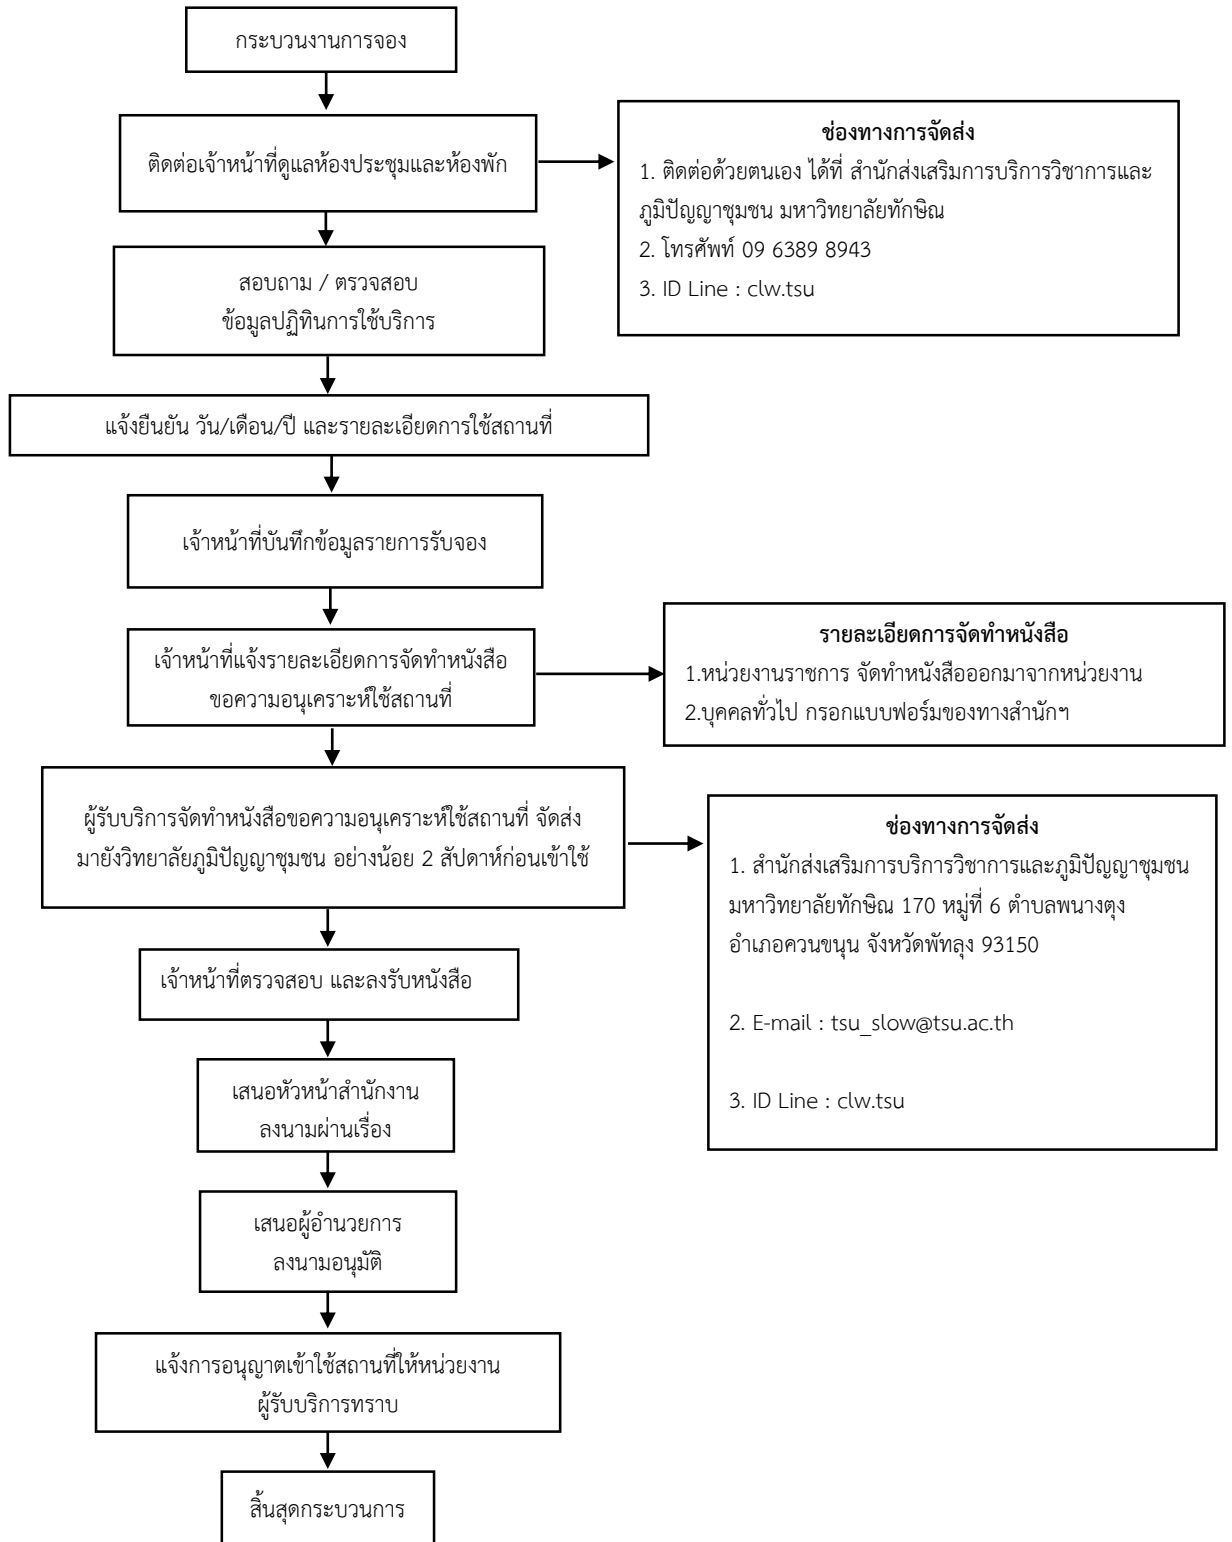 กระบวนงานการจอง
ติดต่อเจ้าหน้าที่ดูแลห้องประชุมและห้องพัก
ช่องทางการจัดส่ง
1. ติดต่อด้วยตนเอง ได้ที่ สำนักส่งเสริมการบริการวิชาการและ
ภูมิปัญญาชุมชน มหาวิทยาลัยทักษิณ
2. โทรศัพท์ 09 6389 8943
3. ID Line : clw.tsu
สอบถาม / ตรวจสอบ
ข้อมูลปฏิทินการใช้บริการ
แจ้งยืนยัน วัน/เดือน/ปี และรายละเอียดการใช้สถานที่
เจ้าหน้าที่บันทึกข้อมูลรายการรับจอง
เจ้าหน้าที่แจ้งรายละเอียดการจัดทำหนังสือ
ขอความอนุเคราะห์ใช้สถานที่
รายละเอียดการจัดทำหนังสือ
1.หน่วยงานราชการ จัดทำหนังสือออกมาจากหน่วยงาน
2.บุคคลทั่วไป กรอกแบบฟอร์มของทางสำนักฯ
ผู้รับบริการจัดทำหนังสือขอความอนุเคราะห์ใช้สถานที่ จัดส่ง
มายังวิทยาลัยภูมิปัญญาชุมชน อย่างน้อย 2 สัปดาห์ก่อนเข้าใช้
ช่องทางการจัดส่ง
1. สำนักส่งเสริมการบริการวิชาการและภูมิปัญญาชุมชน
มหาวิทยาลัยทักษิณ 170 หมู่ที่ 6 ตำบลพนางตุง
อำเภอควนขนุน จังหวัดพัทลุง 93150
2. E-mail : tsu_slow@tsu.ac.th
3. ID Line : clw.tsu
เจ้าหน้าที่ตรวจสอบ และลงรับหนังสือ
เสนอหัวหน้าสำนักงาน
ลงนามผ่านเรื่อง
เสนอผู้อำนวยการ
ลงนามอนุมัติ
แจ้งการอนุญาตเข้าใช้สถานที่ให้หน่วยงาน
ผู้รับบริการทราบ
สิ้นสุดกระบวนการ